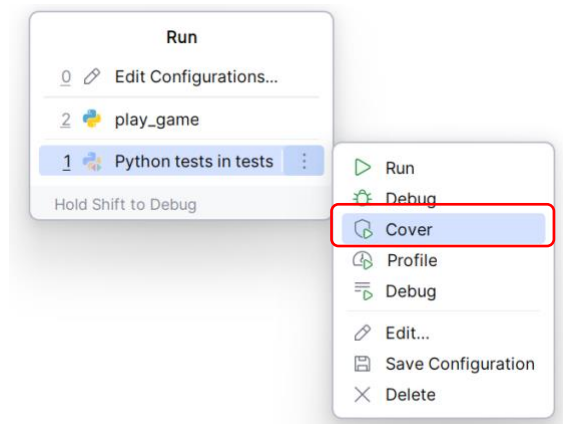 Run
0 Edit Configurations...
2 play_game
1 Python tests in tests
Hold Shift to Debug
Run
Debug
Cover
Profile
Debug
Edit...
Save Configuration
Delete